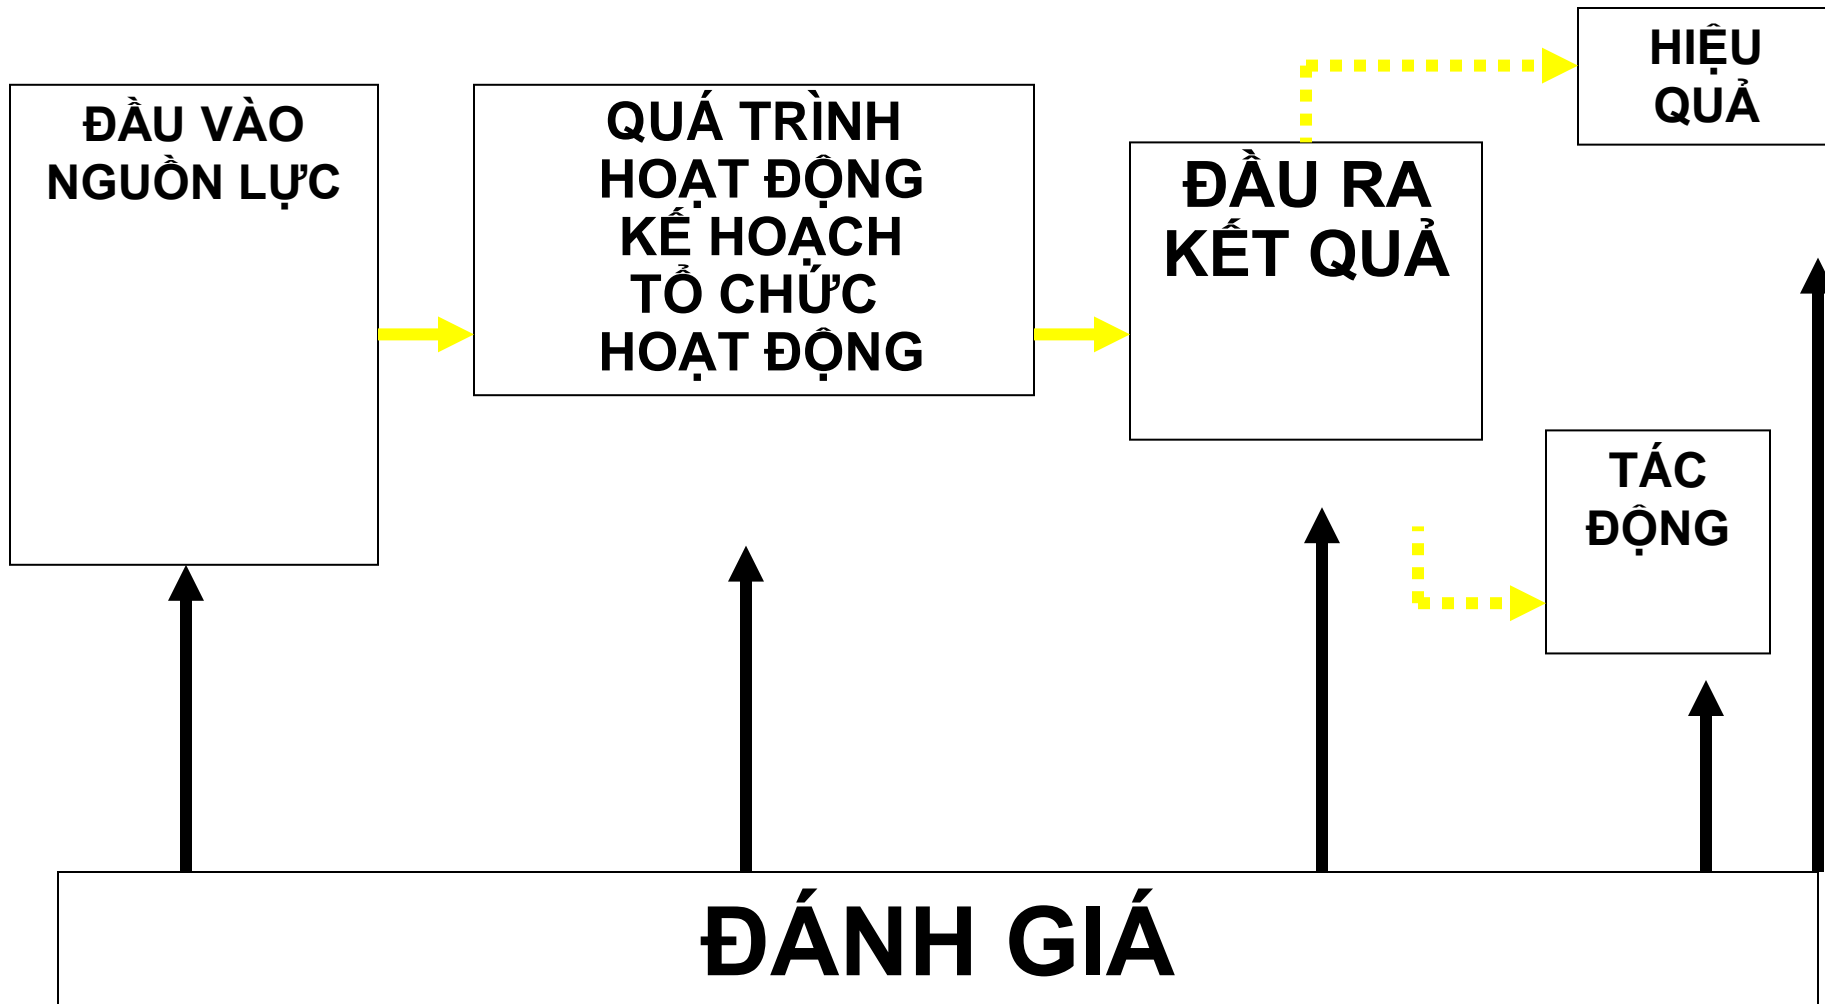 ĐẦU VÀO
NGUỒN LỰC
QUÁ TRÌNH
HOẠT ĐỘNG
KẾ HOẠCH
TỔ CHỨC
HOẠT ĐỘNG
ĐẦU RA
KẾT QUẢ
HIỆU
QUẢ
TÁC
ĐỘNG
ĐÁNH GIÁ